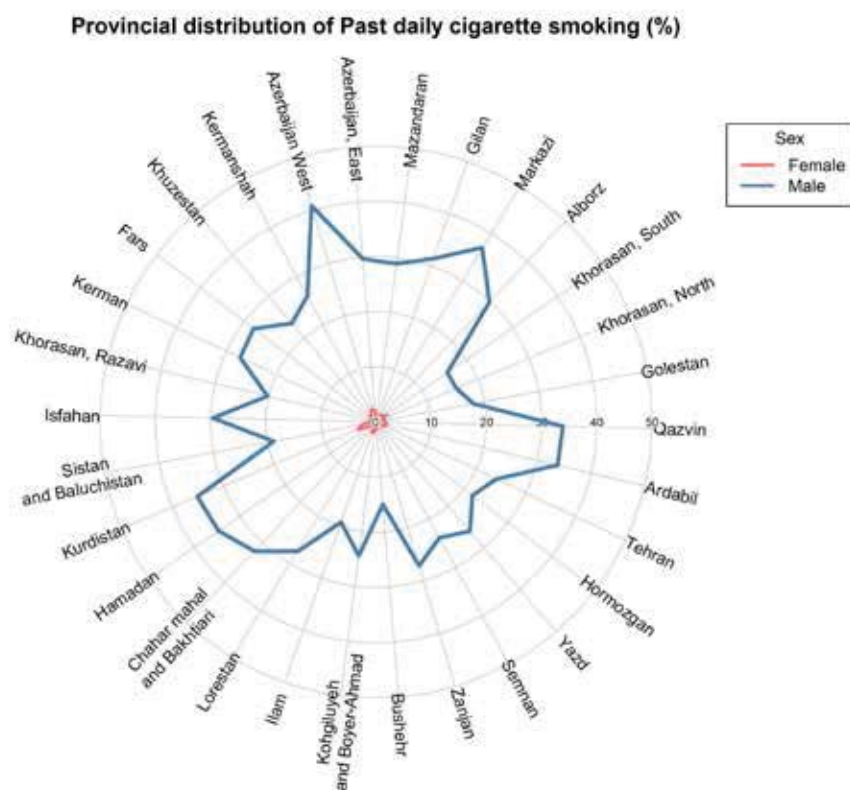 Provincial distribution of Past daily cigarette smoking (%)
Sex
Female
Male
Azerbaijan, East
Mazandaran
Gilan
Markazi
Alborz
Khorasan, South
Khorasan, North
Golestan
Qazvin
Ardabil
Tehran
Hormozgan
Yazd
Semnan
Zanjan
Bushehr
Kohgiluyeh
and Boyer-Ahmad
Ilam
Lorestan
Chahar mahal
and Bakhtiari
Hamadan
Kurdistan
Sistan
and Baluchistan
Isfahan
Khorasan, Razavi
Kerman
Fars
Khuzestan
Kermanshah
Azerbaijan West
0
10
20
30
40
50